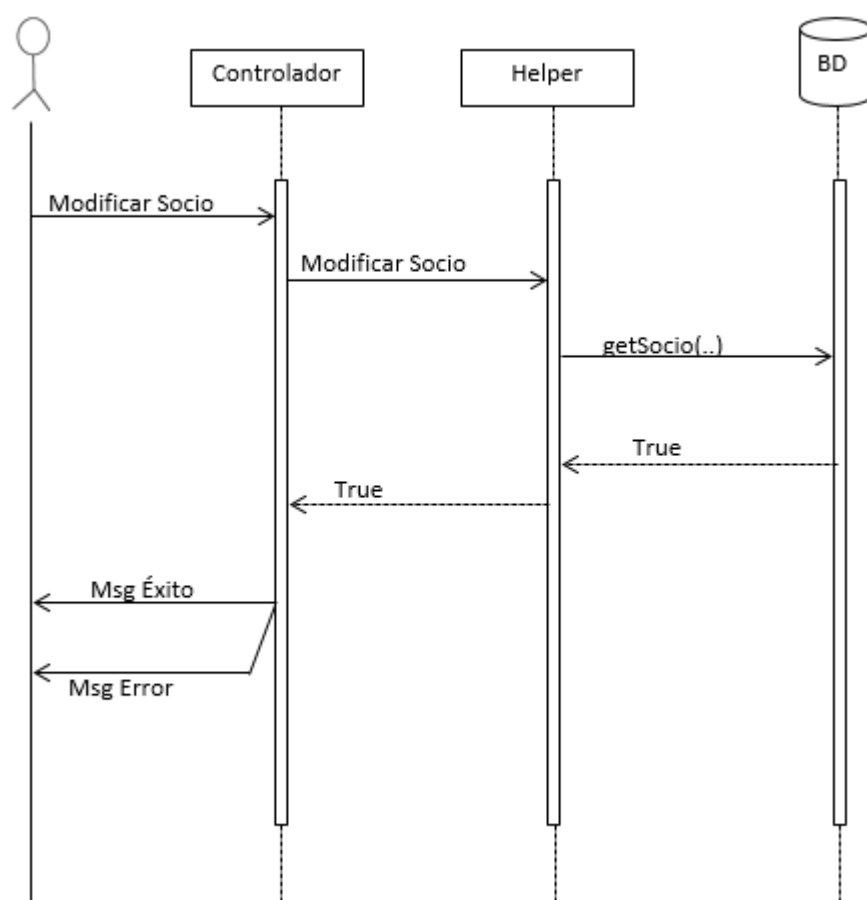 Controlador
Helper
BD
Modificar Socio
Modificar Socio
getSocio(..)
True
True
Msg Éxito
Msg Error